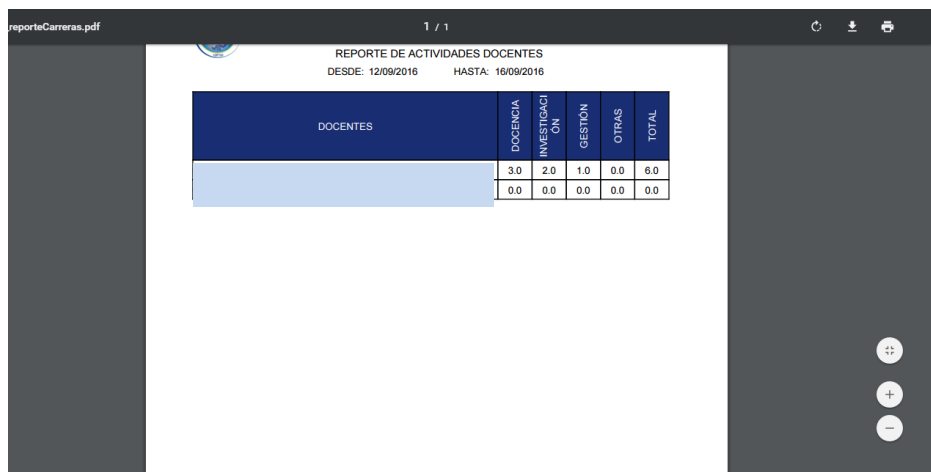 _reporteCarreras.pdf
1 / 1
REPORTE DE ACTIVIDADES DOCENTES
DESDE: 12/09/2016 HASTA: 16/09/2016
DOCENTES DOCENCIA INVESTIGACI
ÓN GESTIÓN OTRAS TOTAL
3.0 2.0 1.0 0.0 6.0
0.0 0.0 0.0 0.0 0.0